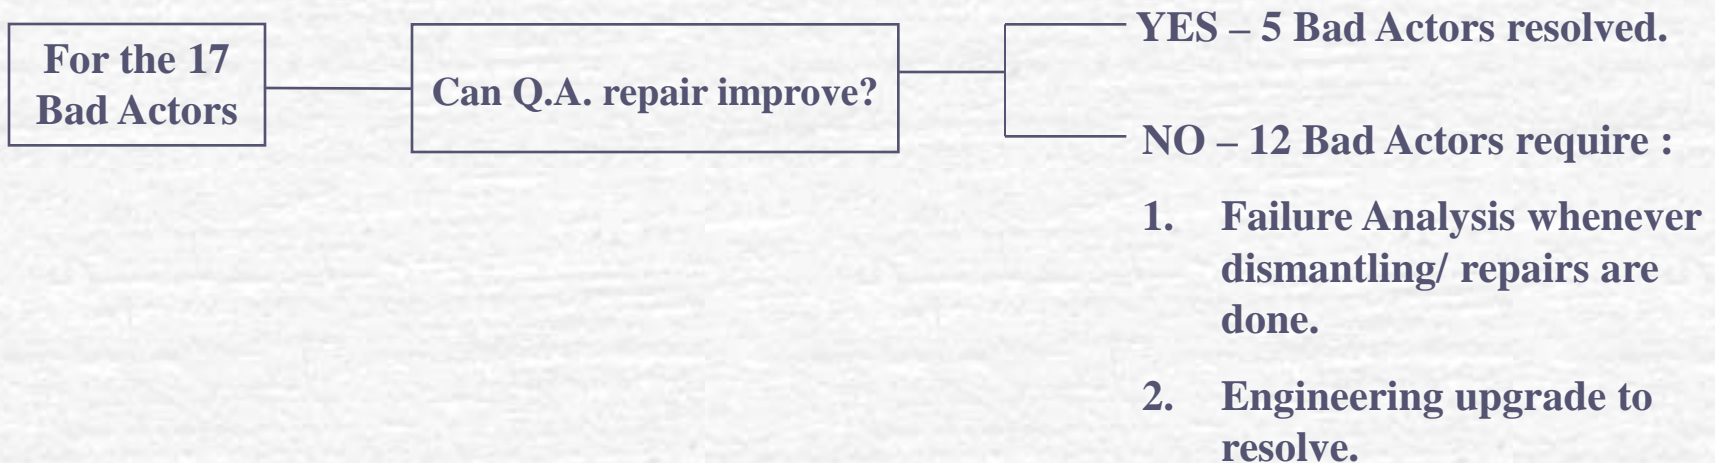 For the 17
Bad Actors
Can Q.A. repair improve?
YES – 5 Bad Actors resolved.
NO – 12 Bad Actors require :
1. Failure Analysis whenever
dismantling/ repairs are
done.
2. Engineering upgrade to
resolve.